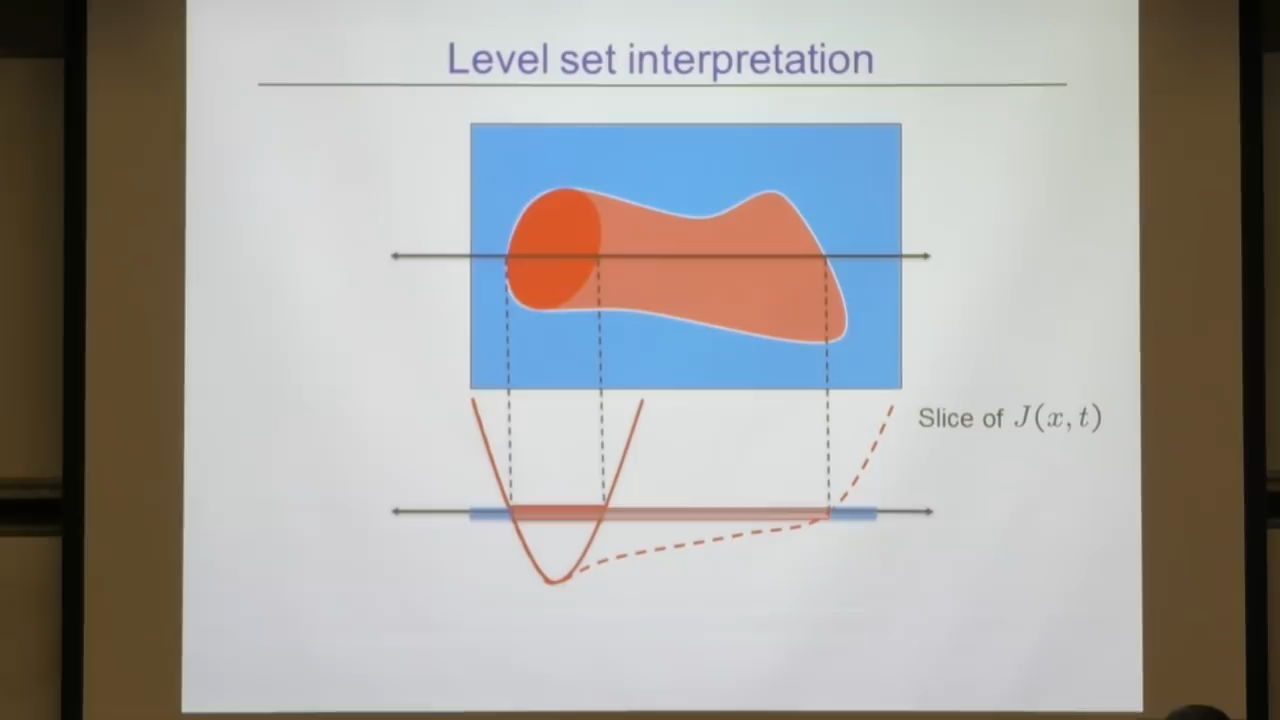 Level set interpretation
Slice of J(x, t)